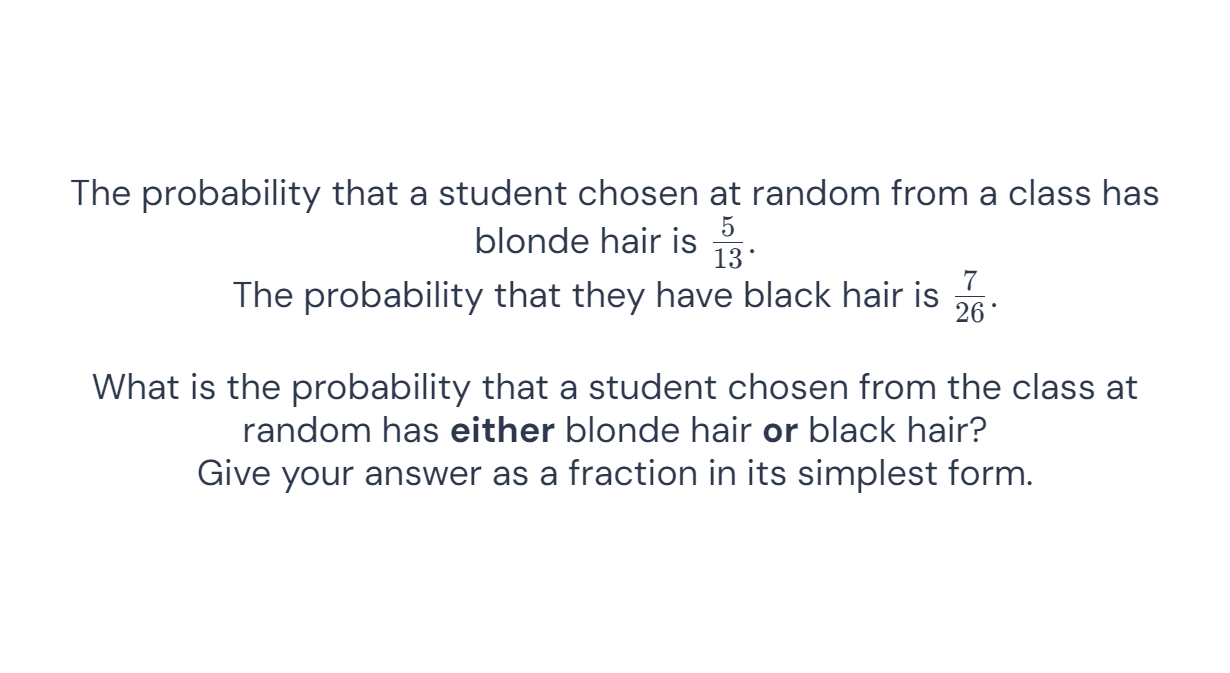 The probability that a student chosen at random from a class has
blonde hair is 5/13.
The probability that they have black hair is 7/26.
What is the probability that a student chosen from the class at
random has either blonde hair or black hair?
Give your answer as a fraction in its simplest form.